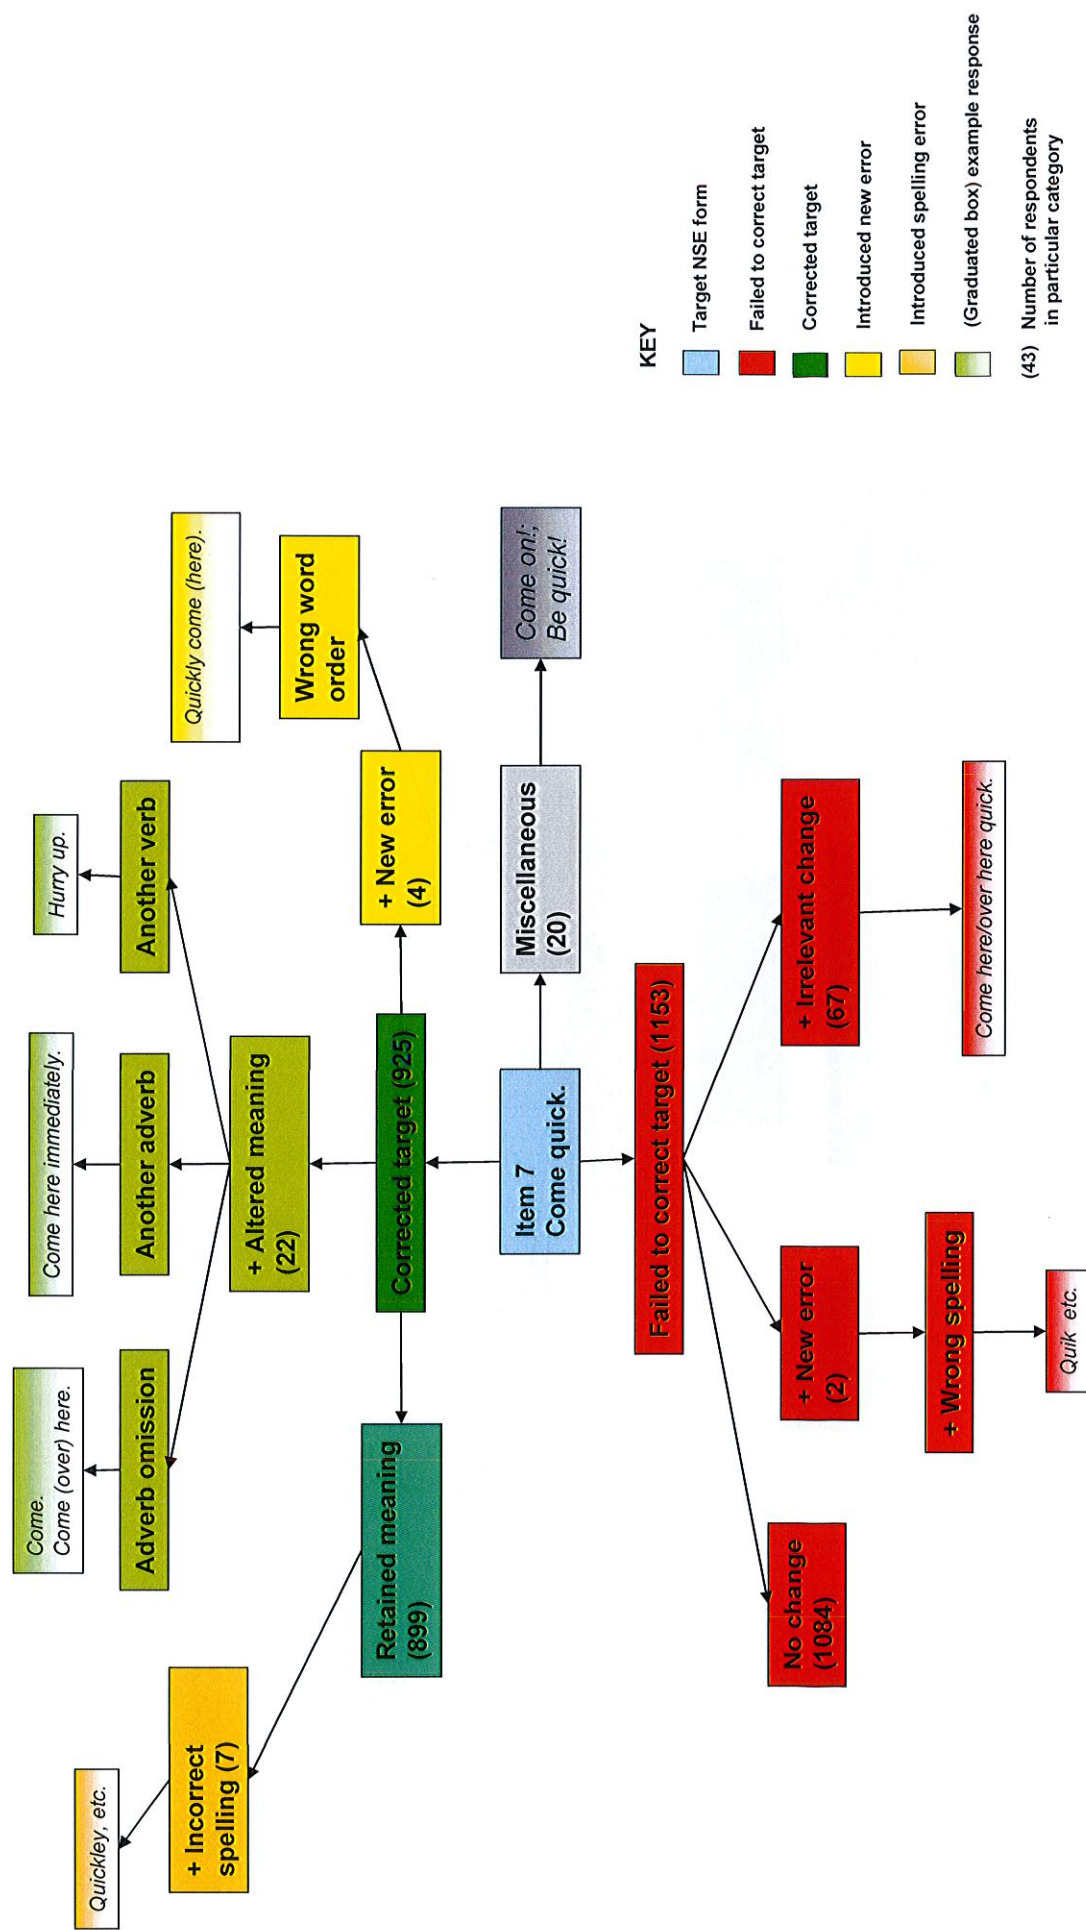 Come.
Come (over) here.
Come here immediately.
Hurry up.
Quickley, etc.
Adverb omission
Another adverb
Another verb
Quickly come (here).
+ Incorrect
spelling (7)
+ Altered meaning
(22)
Wrong word
order
Retained meaning
(899)
Corrected target (925)
+ New error
(4)
Item 7
Come quick.
Miscellaneous
(20)
Come on!;
Be quick!
Failed to correct target (1153)
No change
(1084)
+ New error
(2)
+ Irrelevant change
(67)
+ Wrong spelling
Quik etc.
Come here/over here quick.
KEY
Target NSE form
Failed to correct target
Corrected target
Introduced new error
Introduced spelling error
(Graduated box) example response
(43) Number of respondents
in particular category